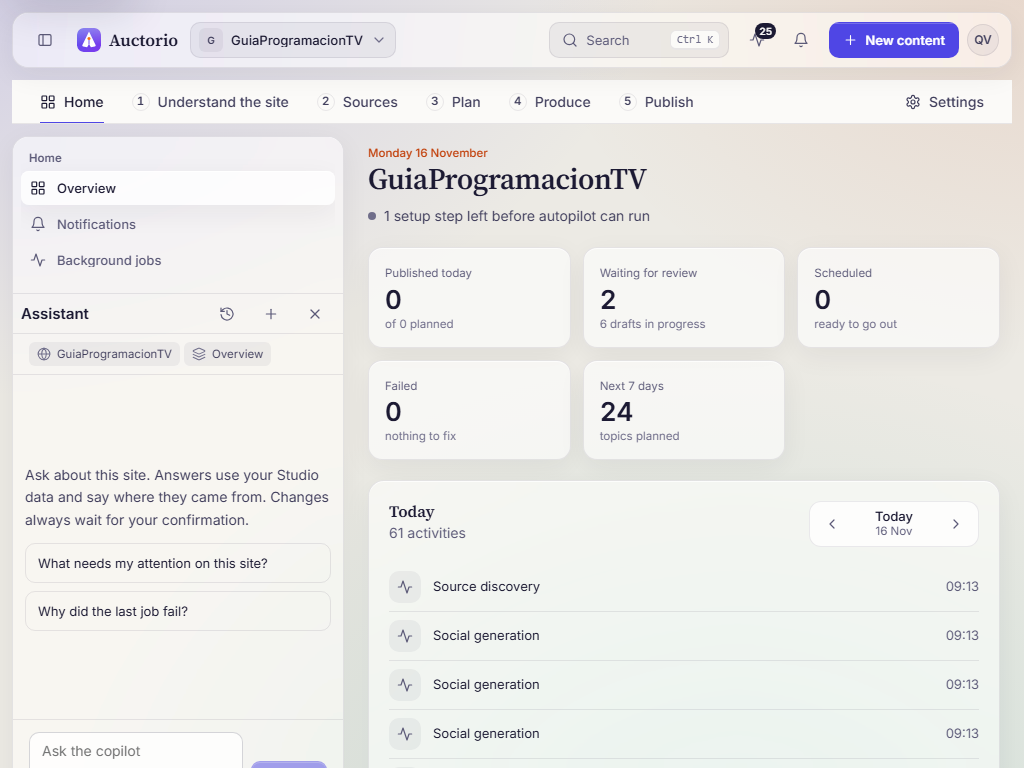 Auctorio
G GuiaProgramacionTV
Search Ctrl K
25
New content
QV
Home
1 Understand the site
2 Sources
3 Plan
4 Produce
5 Publish
Settings
Home
Overview
Notifications
Background jobs
Assistant
GuiaProgramacionTV Overview
Ask about this site. Answers use your Studio
data and say where they came from. Changes
always wait for your confirmation.
What needs my attention on this site?
Why did the last job fail?
Ask the copilot
Monday 16 November
GuiaProgramacionTV
1 setup step left before autopilot can run
Published today
0
of 0 planned
Waiting for review
2
6 drafts in progress
Scheduled
0
ready to go out
Failed
0
nothing to fix
Next 7 days
24
topics planned
Today
61 activities
Today
16 Nov
Source discovery 09:13
Social generation 09:13
Social generation 09:13
Social generation 09:13